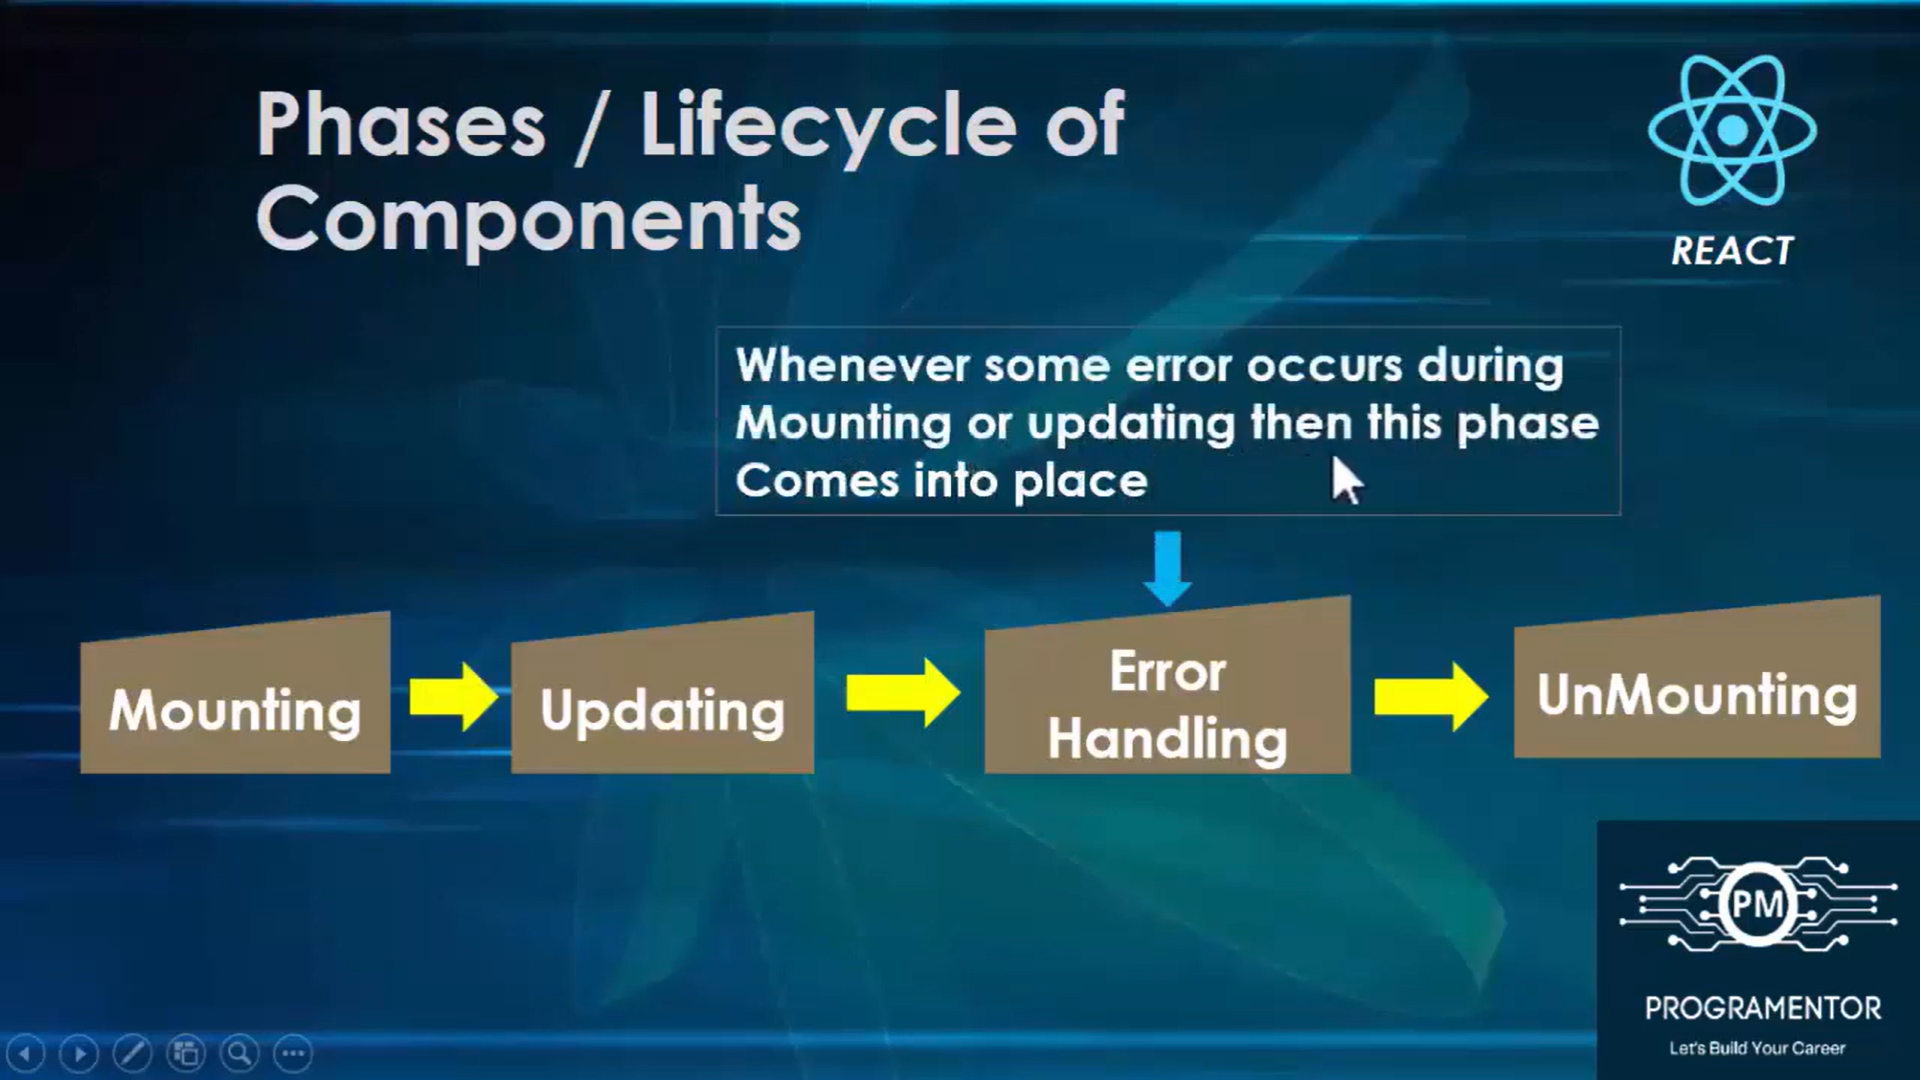 Phases / Lifecycle of
Components
REACT
Whenever some error occurs during
Mounting or updating then this phase
Comes into place
Mounting
Updating
Error
Handling
UnMounting
PM
PROGRAMENTOR
Let's Build Your Career